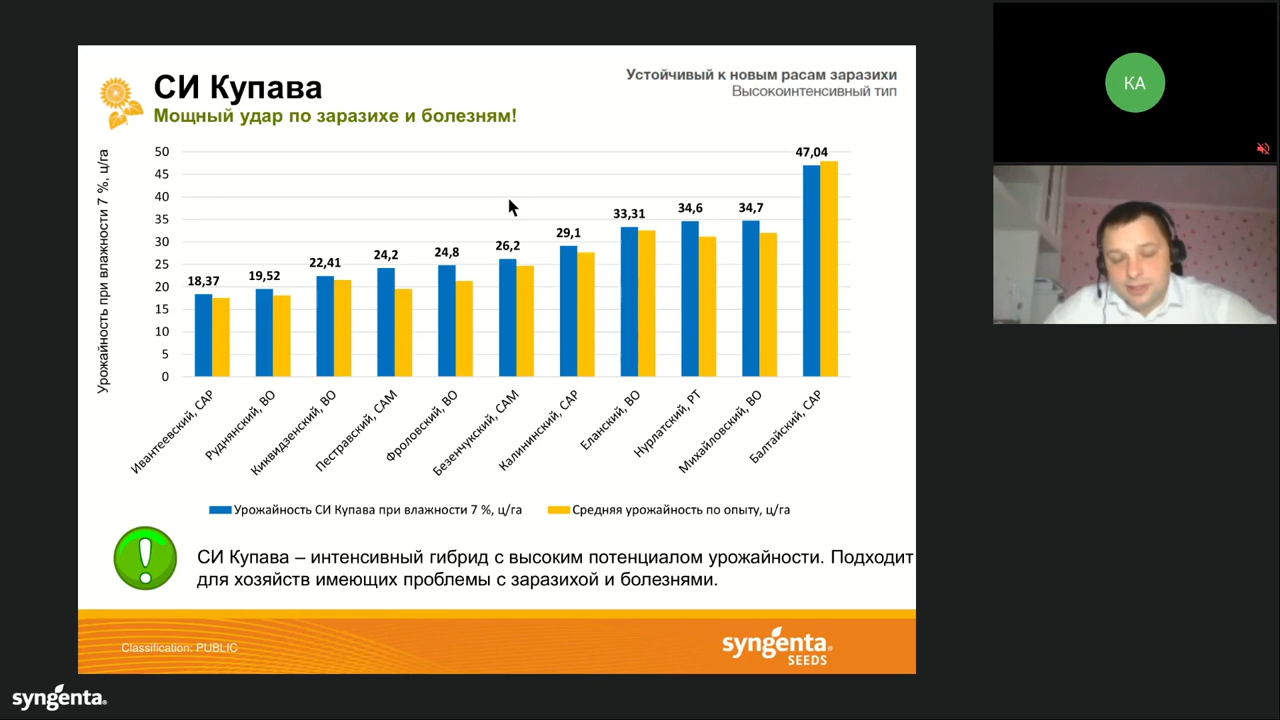 СИ Купава
Мощный удар по заразихе и болезням!
Устойчивый к новым расам заразихи
Высокоинтенсивный тип
Урожайность при влажности 7 %, ц/га
50
45
40
35
30
25
20
15
10
5
0
18,37
19,52
22,41
24,2
24,8
26,2
29,1
33,31
34,6
34,7
47,04
Ивантеевский, САР
Руднянский, ВО
Киквидзенский, ВО
Пестравский, САМ
Фроловский, ВО
Безенчукский, САМ
Калининский, САР
Еланский, ВО
Нурлатский, РТ
Михайловский, ВО
Балтайский, САР
Урожайность СИ Купава при влажности 7 %, ц/га
Средняя урожайность по опыту, ц/га
СИ Купава – интенсивный гибрид с высоким потенциалом урожайности. Подходит
для хозяйств имеющих проблемы с заразихой и болезнями.
Classification: PUBLIC
syngenta
SEEDS
syngenta
КА